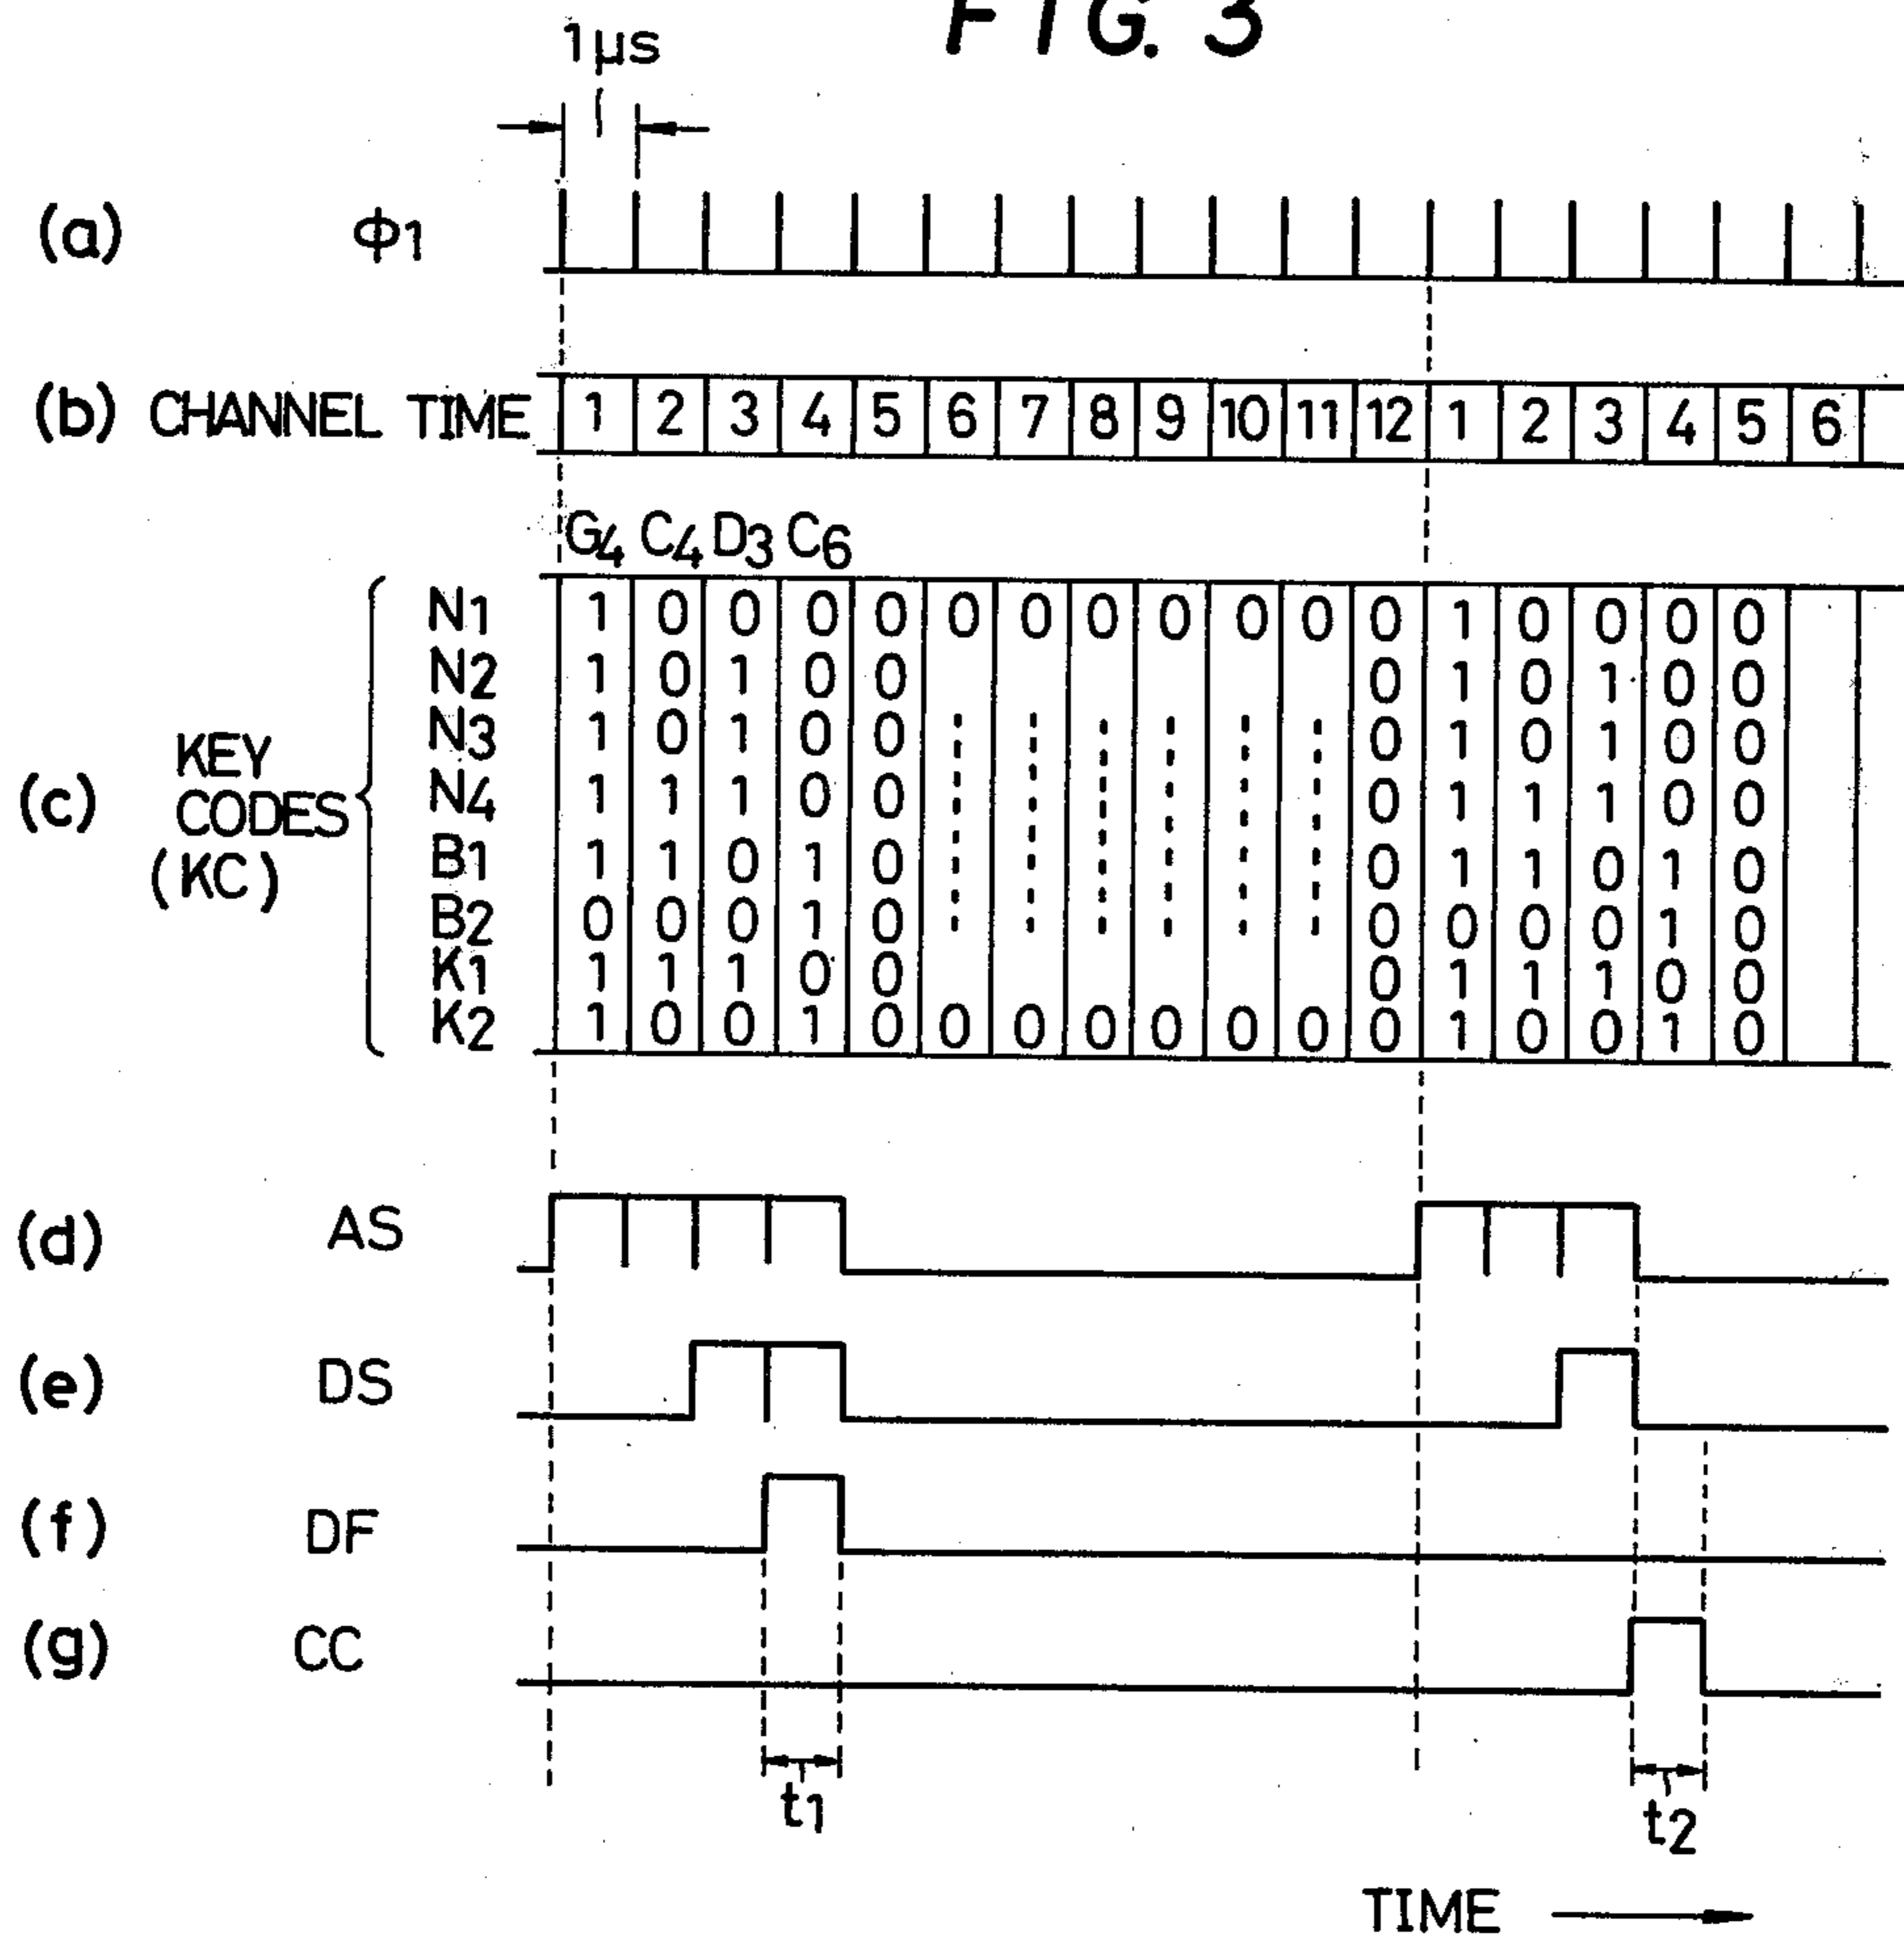 FIG. 3
1μs
(a) Φ1
(b) CHANNEL TIME 1 2 3 4 5 6 7 8 9 10 11 12 1 2 3 4 5 6
G4 C4 D3 C6
(c) KEY CODES (KC)
N1 1 0 0 0 0 0 0 0 0 0 0 0 1 0 0 0 0
N2 1 0 1 0 0 0 1 0 1 0 0
N3 1 0 1 0 0 0 1 0 1 0 0
N4 1 1 1 0 0 0 1 1 1 0 0
B1 1 1 0 1 0 0 1 1 0 1 0
B2 0 0 0 1 0 0 0 0 0 1 0
K1 1 1 1 0 0 0 1 1 1 0 0
K2 1 0 0 1 0 0 0 0 0 0 0 0 1 0 0 1 0
(d) AS
(e) DS
(f) DF
(g) CC
t1
t2
TIME